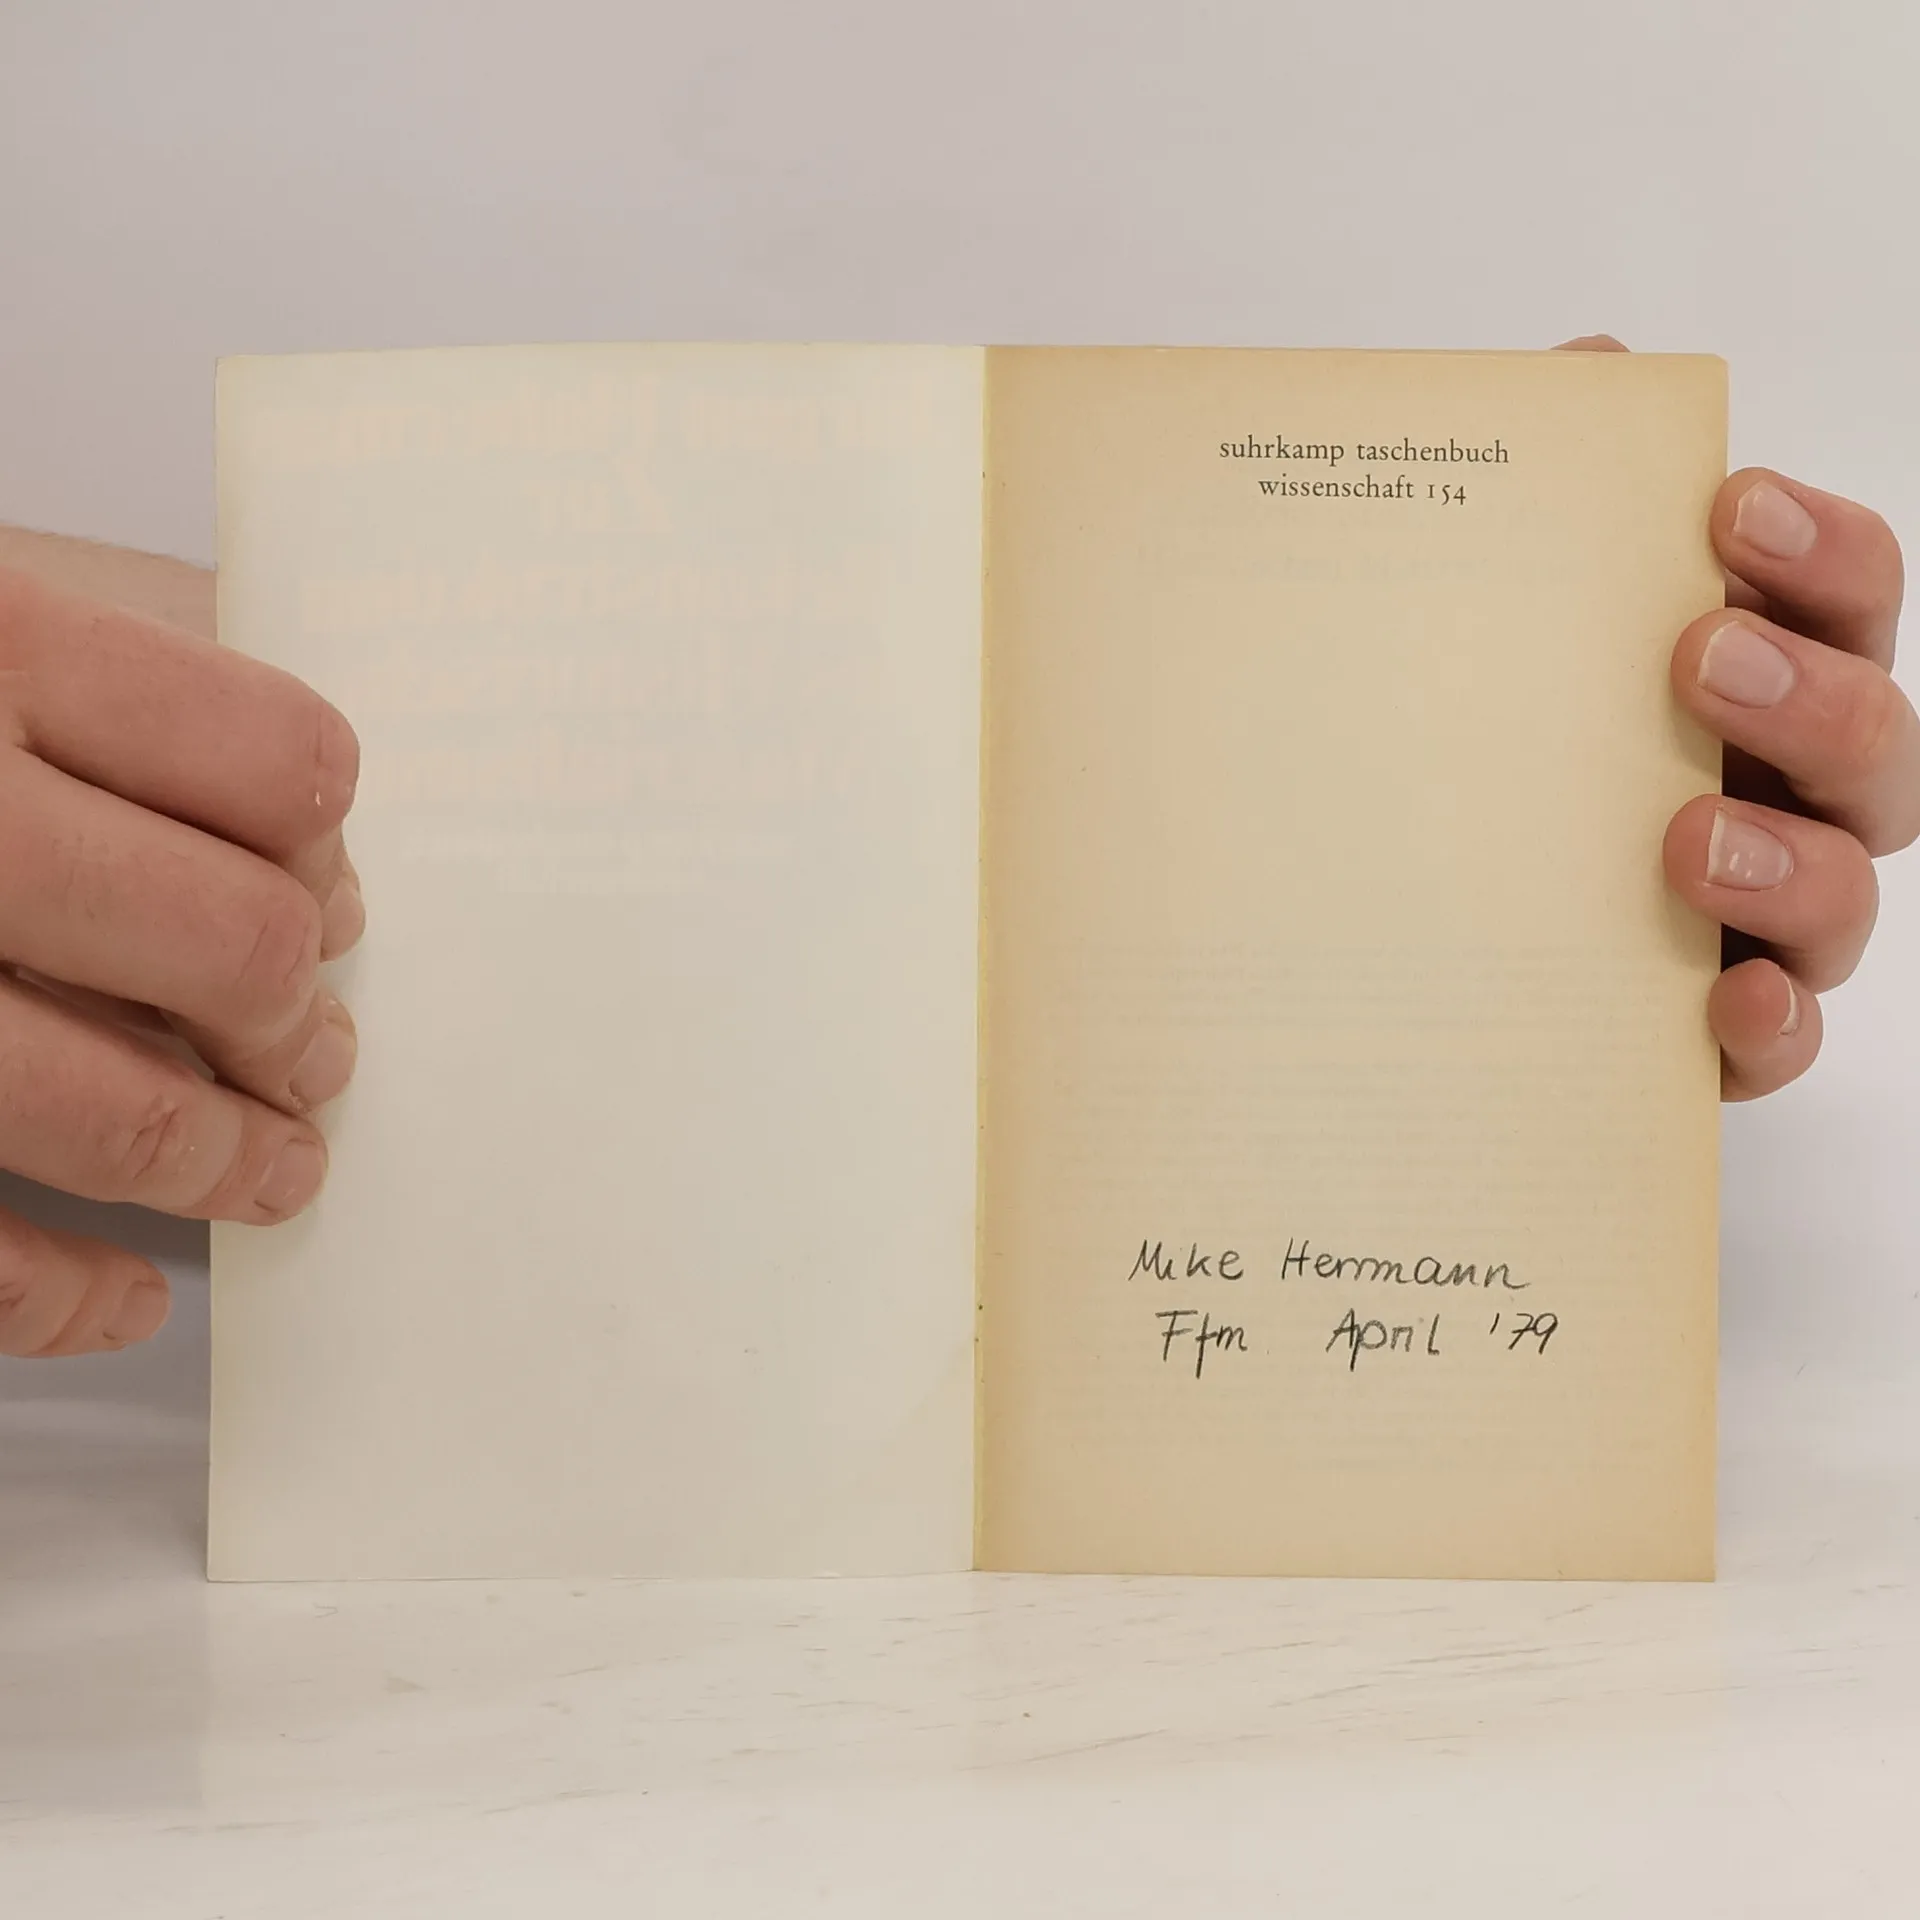 suhrkamp taschenbuch
wissenschaft 154
Mike Herrmann
Ffm April '79